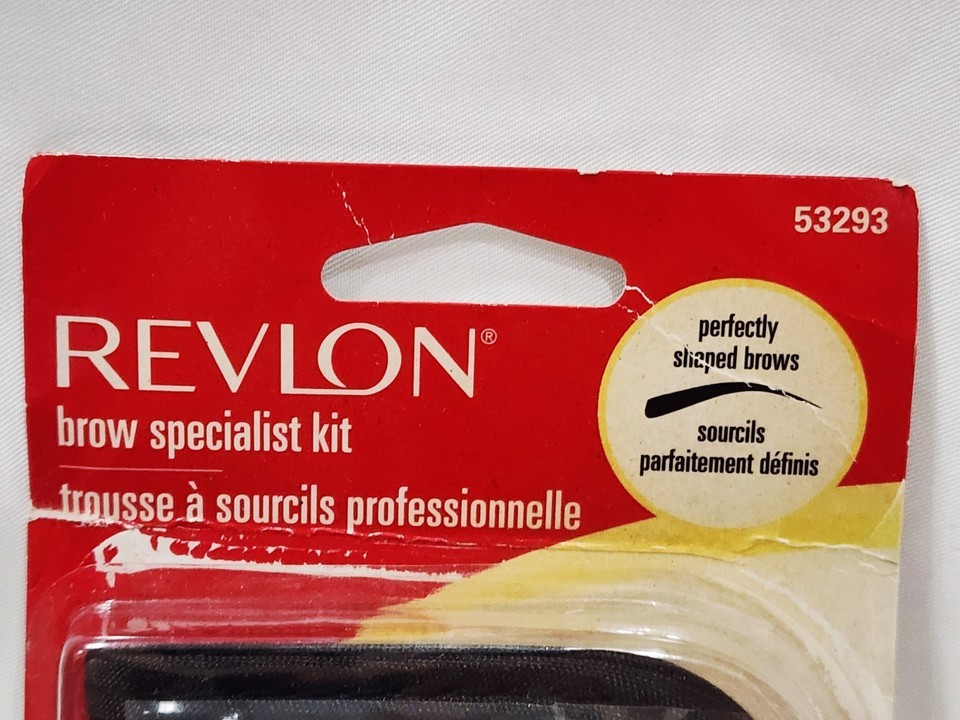 53293
REVLON®
brow specialist kit
trousse à sourcils professionnelle
perfectly
shaped brows
sourcils
parfaitement définis